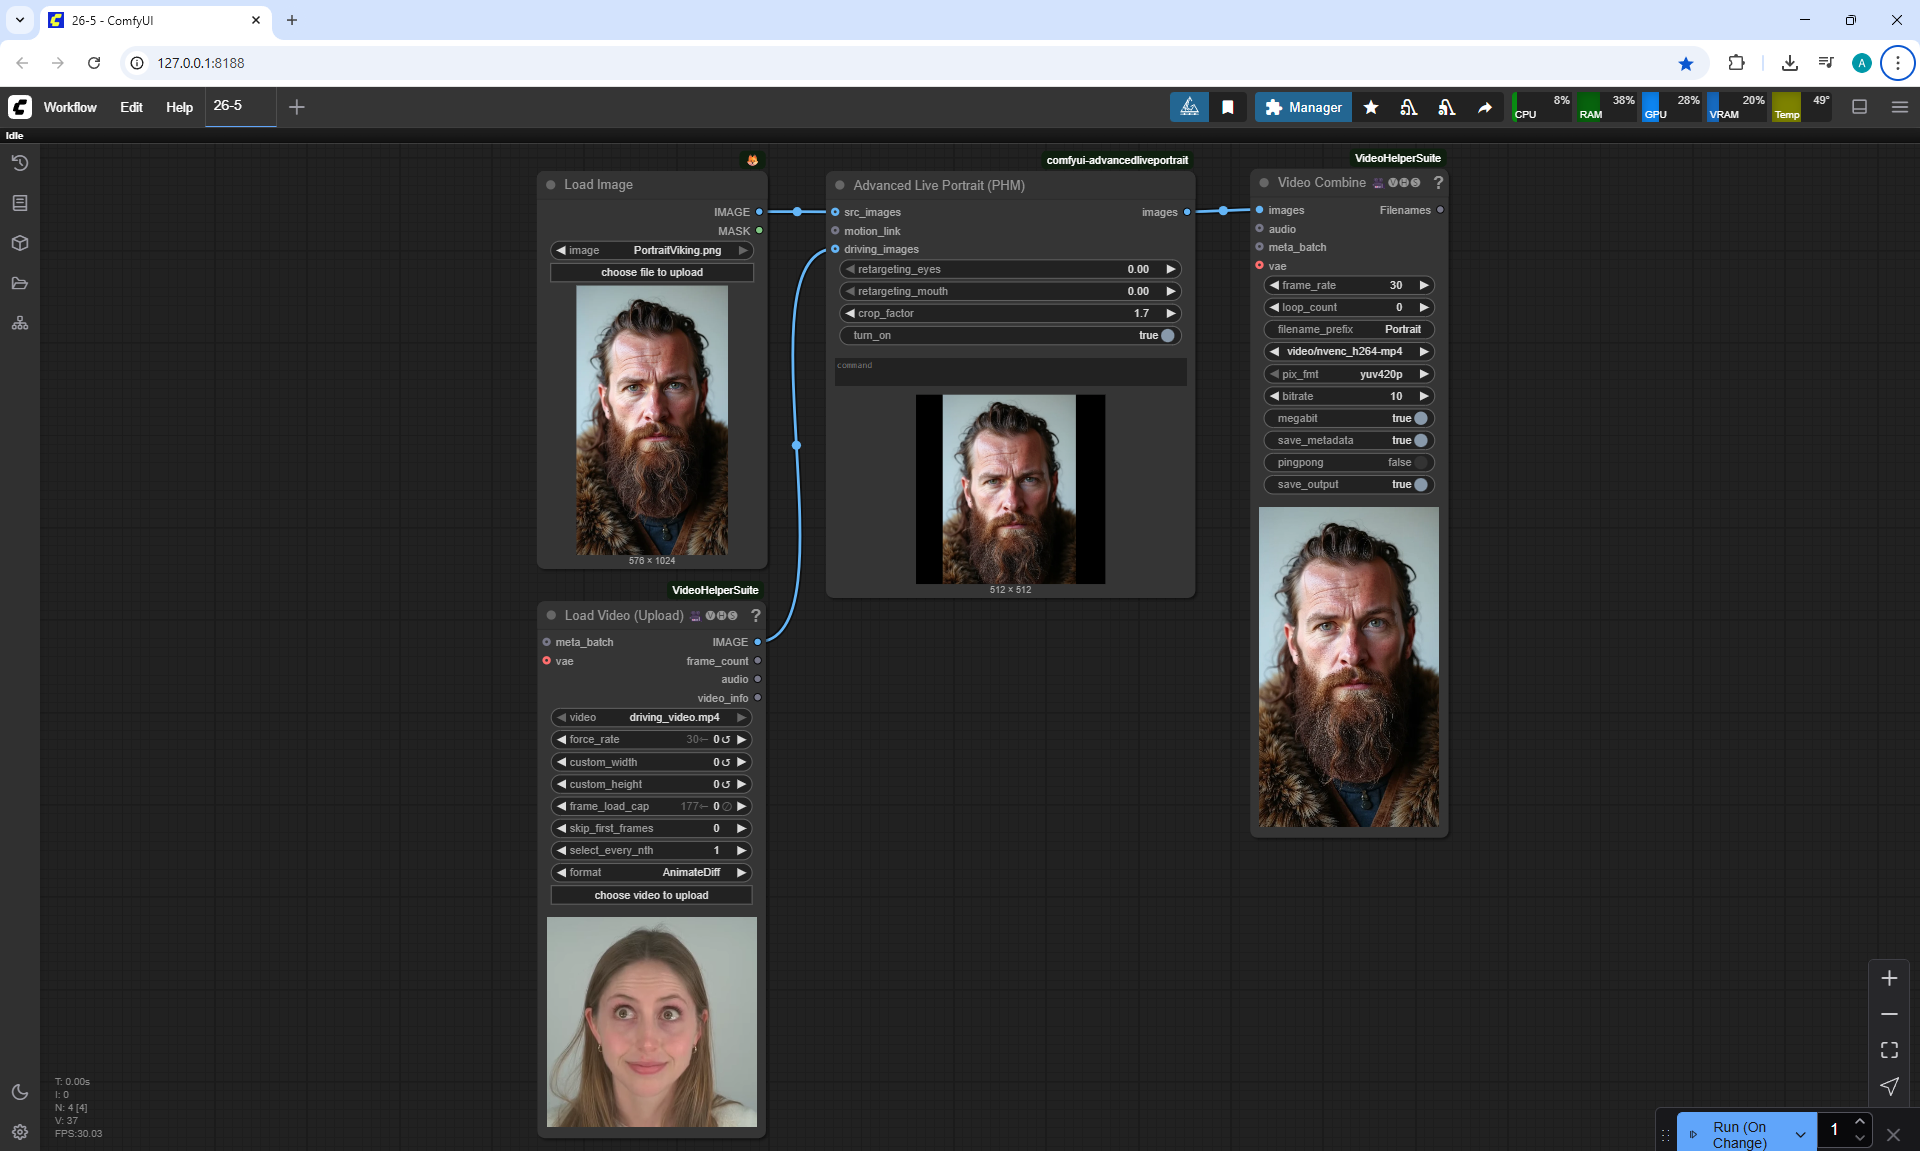 26-5 - ComfyUI
127.0.0.1:8188
A
Workflow Edit Help 26-5
Manager
CPU 8% RAM 38% GPU 28% VRAM 20% Temp 49°
Idle
Load Image
IMAGE
MASK
image PortraitViking.png
choose file to upload
576 × 1024
VideoHelperSuite
Load Video (Upload) VHS ?
meta_batch IMAGE
vae frame_count
audio
video_info
video driving_video.mp4
force_rate 30← 0↺
custom_width 0↺
custom_height 0↺
frame_load_cap 177← 0
skip_first_frames 0
select_every_nth 1
format AnimateDiff
choose video to upload
comfyui-advancedliveportrait
Advanced Live Portrait (PHM)
src_images images
motion_link
driving_images
retargeting_eyes 0.00
retargeting_mouth 0.00
crop_factor 1.7
turn_on true
command
512 × 512
VideoHelperSuite
Video Combine VHS ?
images Filenames
audio
meta_batch
vae
frame_rate 30
loop_count 0
filename_prefix Portrait
video/nvenc_h264-mp4
pix_fmt yuv420p
bitrate 10
megabit true
save_metadata true
pingpong false
save_output true
T: 0.00s
I: 0
N: 4 [4]
V: 37
FPS:30.03
Run (On
Change)
1